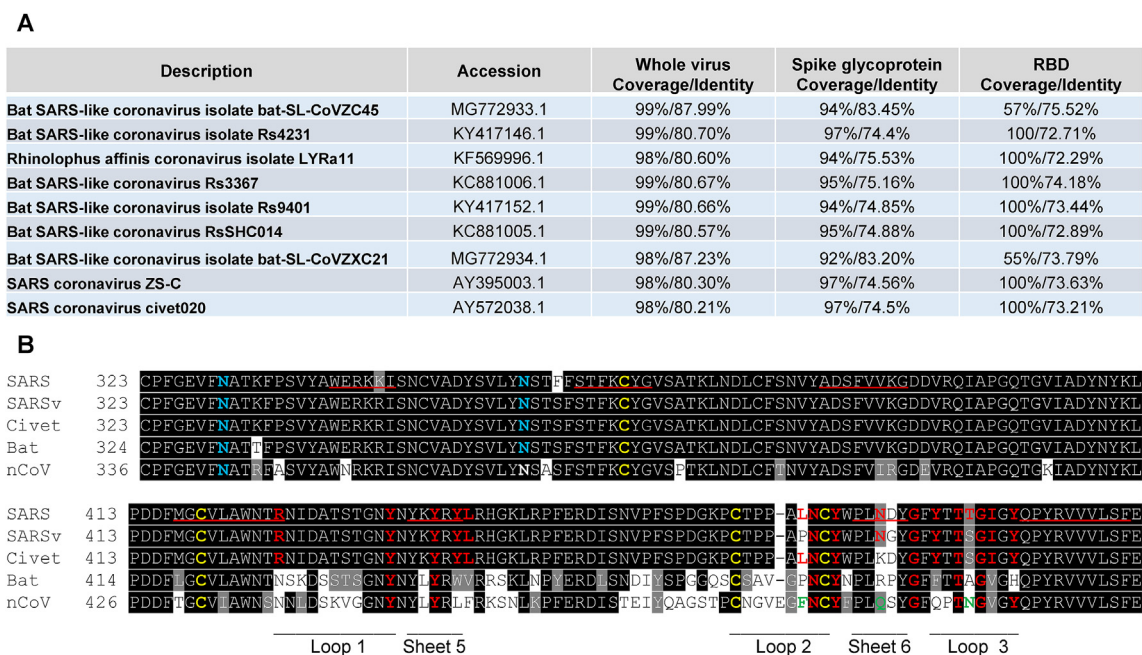 A
Description Accession Whole virus Coverage/Identity Spike glycoprotein Coverage/Identity RBD Coverage/Identity
Bat SARS-like coronavirus isolate bat-SL-CoVZC45 MG772933.1 99%/87.99% 94%/83.45% 57%/75.52%
Bat SARS-like coronavirus isolate Rs4231 KY417146.1 99%/80.70% 97%/74.4% 100/72.71%
Rhinolophus affinis coronavirus isolate LYRa11 KF569996.1 98%/80.60% 94%/75.53% 100%/72.29%
Bat SARS-like coronavirus Rs3367 KC881006.1 99%/80.67% 95%/75.16% 100%74.18%
Bat SARS-like coronavirus isolate Rs9401 KY417152.1 99%/80.66% 94%/74.85% 100%/73.44%
Bat SARS-like coronavirus RsSHC014 KC881005.1 99%/80.57% 95%/74.88% 100%/72.89%
Bat SARS-like coronavirus isolate bat-SL-CoVZXC21 MG772934.1 98%/87.23% 92%/83.20% 55%/73.79%
SARS coronavirus ZS-C AY395003.1 98%/80.30% 97%/74.56% 100%/73.63%
SARS coronavirus civet020 AY572038.1 98%/80.21% 97%/74.5% 100%/73.21%
B
SARS 323 CPFGEVFNATKFPSVYAWERKKISNCVADYSVLYNSTFFSTFKCYGVSATKLNDLCFSNVYADSFVVKGDDVRQIAPGQTGVIADYNYKL
SARSv 323 CPFGEVFNATKFPSVYAWERKRISNCVADYSVLYNSTSFSTFKCYGVSATKLNDLCFSNVYADSFVVKGDDVRQIAPGQTGVIADYNYKL
Civet 323 CPFGEVFNATKFPSVYAWERKRISNCVADYSVLYNSTSFSTFKCYGVSATKLNDLCFSNVYADSFVVKGDDVRQIAPGQTGVIADYNYKL
Bat 324 CPFGEVFNATTFPSVYAWERKRISNCVADYSVLYNSTSFSTFKCYGVSATKLNDLCFSNVYADSFVVKGDDVRQIAPGQTGVIADYNYKL
nCoV 336 CPFGEVFNATRFASVYAWNRKRISNCVADYSVLYNSASFSTFKCYGVSPTKLNDLCFTNVYADSFVIRGDEVRQIAPGQTGKIADYNYKL
SARS 413 PDDFMGCVLAWNTRNIDATSTGNYNYKYRYLRHGKLRPFERDISNVPFSPDGKPCTPP-ALNCYWPLNDYGFYTTTGIGYQPYRVVVLSFE
SARSv 413 PDDFMGCVLAWNTRNIDATSTGNYNYKYRYLRHGKLRPFERDISNVPFSPDGKPCTPP-APNCYWPLNGYGFYTTSGIGYQPYRVVVLSFE
Civet 413 PDDFMGCVLAWNTRNIDATSTGNYNYKYRYLRHGKLRPFERDISNVPFSPDGKPCTPP-ALNCYWPLKDYGFYTTSGIGYQPYRVVVLSFE
Bat 414 PDDFLGCVLAWNTNSKDSSTSGNYNYLYRWVRRSKLNPYERDLSNDIYSPGGQSCSAV-GPNCYNPLRPYGFFTTAGVGHQPYRVVVLSFE
nCoV 426 PDDFTGCVIAWNSNNLDSKVGGNYNYLYRLFRKSNLKPFERDISTEIYQAGSTPCNGVEGFNCYFPLQSYGFQPTNGVGYQPYRVVVLSFE
Loop 1 Sheet 5 Loop 2 Sheet 6 Loop 3